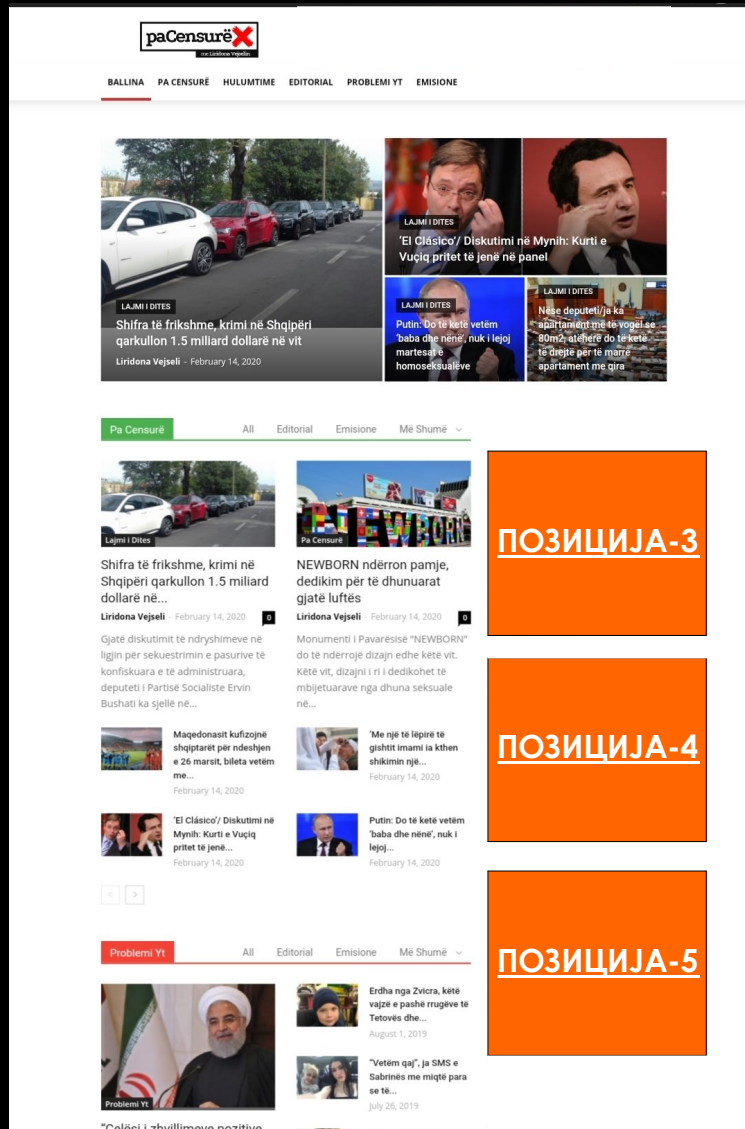 paCensurë
me Liridona Vejselin
BALLINA PA CENSURË HULUMTIME EDITORIAL PROBLEMI YT EMISIONE
LAJMI I DITES
Shifra të frikshme, krimi në Shqipëri
qarkullon 1.5 miliard dollarë në vit
Liridona Vejseli - February 14, 2020
LAJMI I DITES
‘El Clásico’/ Diskutimi në Mynih: Kurti e
Vuçiq pritet të jenë në panel
LAJMI I DITES
Putin: Do të ketë vetëm
‘baba dhe nënë’, nuk i lejoj
martesat e
homoseksualëve
LAJMI I DITES
Nëse deputeti/ja ka
apartament më të vogël se
80m2, atëherë do të ketë
të drejtë për të marrë
apartament me qira
Pa Censurë All Editorial Emisione Më Shumë
Lajmi i Dites
Shifra të frikshme, krimi në
Shqipëri qarkullon 1.5 miliard
dollarë në...
Liridona Vejseli - February 14, 2020 0
Gjatë diskutimit të ndryshimeve në
ligjin për sekuestrimin e pasurive të
konfiskuara e të administruara,
deputeti i Partisë Socialiste Ervin
Bushati ka sjellë në...
NEWBORN
Pa Censurë
NEWBORN ndërron pamje,
dedikim për të dhunuarat
gjatë luftës
Liridona Vejseli - February 14, 2020 0
Monumenti i Pavarësisë “NEWBORN”
do të ndërrojë dizajn edhe këtë vit.
Këtë vit, dizajni i ri i dedikohet të
mbijetuarave nga dhuna seksuale
në...
Maqedonasit kufizojnë
shqiptarët për ndeshjen
e 26 marsit, bileta vetëm
me...
February 14, 2020
‘Me një të lëpirë të
gishtit imami ia kthen
shikimin një...
February 14, 2020
‘El Clásico’/ Diskutimi në
Mynih: Kurti e Vuçiq
pritet të jenë...
February 14, 2020
Putin: Do të ketë vetëm
‘baba dhe nënë’, nuk i
lejoj...
February 14, 2020
ПОЗИЦИЈА-3
ПОЗИЦИЈА-4
ПОЗИЦИЈА-5
Problemi Yt All Editorial Emisione Më Shumë
Problemi Yt
“Çelësi i zhvillimeve pozitive
Erdha nga Zvicra, këtë
vajzë e pashë rrugëve të
Tetovës dhe...
August 1, 2019
“Vetëm qaj”, ja SMS e
Sabrinës me miqtë para
se të...
July 26, 2019